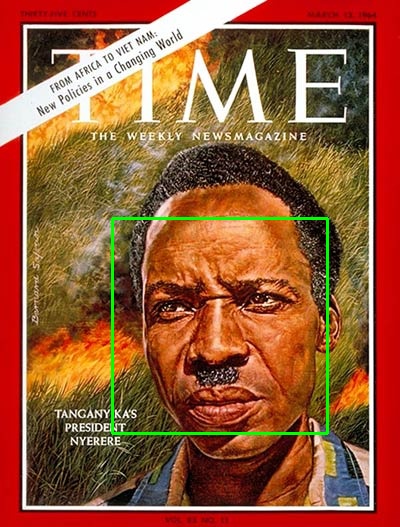 THIRTY-FIVE CENTS
MARCH 13, 1964
FROM AFRICA TO VIET NAM:
New Policies in a Changing World
TIME
THE WEEKLY NEWSMAGAZINE
TANGANYIKA'S
PRESIDENT
NYERERE